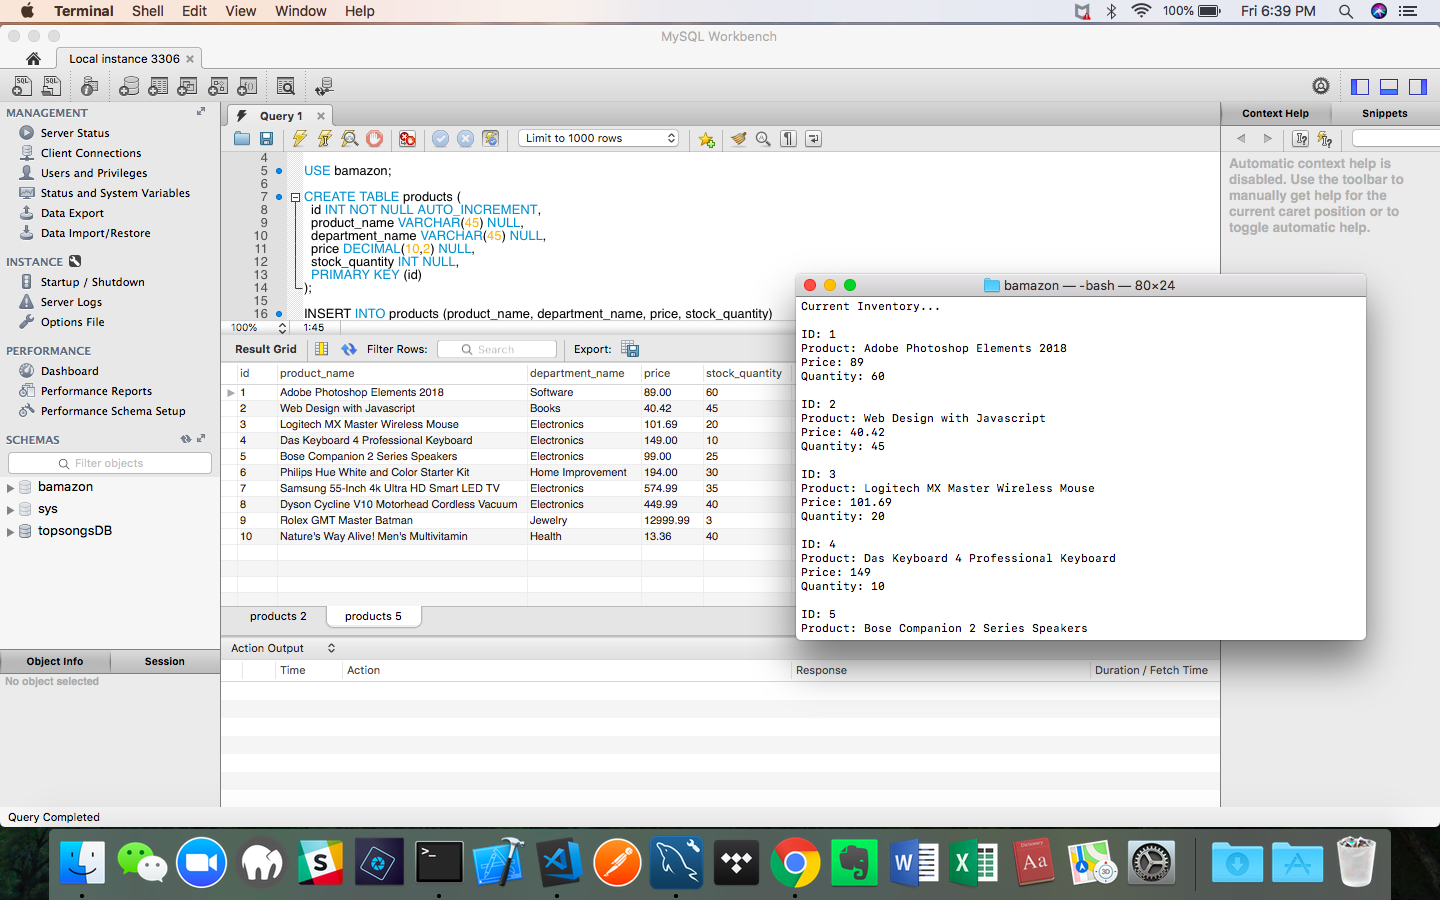 Terminal Shell Edit View Window Help 100% Fri 6:39 PM
MySQL Workbench
Local instance 3306
MANAGEMENT
Server Status
Client Connections
Users and Privileges
Status and System Variables
Data Export
Data Import/Restore
INSTANCE
Startup / Shutdown
Server Logs
Options File
PERFORMANCE
Dashboard
Performance Reports
Performance Schema Setup
SCHEMAS
Filter objects
bamazon
sys
topsongsDB
Object Info Session
No object selected
Query Completed
Query 1
Limit to 1000 rows
4
5 USE bamazon;
6
7 CREATE TABLE products (
8 id INT NOT NULL AUTO_INCREMENT,
9 product_name VARCHAR(45) NULL,
10 department_name VARCHAR(45) NULL,
11 price DECIMAL(10,2) NULL,
12 stock_quantity INT NULL,
13 PRIMARY KEY (id)
14 );
15
16 INSERT INTO products (product_name, department_name, price, stock_quantity)
100% 1:45
Result Grid Filter Rows: Search Export:
id product_name department_name price stock_quantity
1 Adobe Photoshop Elements 2018 Software 89.00 60
2 Web Design with Javascript Books 40.42 45
3 Logitech MX Master Wireless Mouse Electronics 101.69 20
4 Das Keyboard 4 Professional Keyboard Electronics 149.00 10
5 Bose Companion 2 Series Speakers Electronics 99.00 25
6 Philips Hue White and Color Starter Kit Home Improvement 194.00 30
7 Samsung 55-Inch 4k Ultra HD Smart LED TV Electronics 574.99 35
8 Dyson Cycline V10 Motorhead Cordless Vacuum Electronics 449.99 40
9 Rolex GMT Master Batman Jewelry 12999.99 3
10 Nature's Way Alive! Men's Multivitamin Health 13.36 40
products 2 products 5
Action Output
Time Action Response Duration / Fetch Time
Context Help Snippets
Automatic context help is
disabled. Use the toolbar to
manually get help for the
current caret position or to
toggle automatic help.
bamazon — -bash — 80×24
Current Inventory...
ID: 1
Product: Adobe Photoshop Elements 2018
Price: 89
Quantity: 60
ID: 2
Product: Web Design with Javascript
Price: 40.42
Quantity: 45
ID: 3
Product: Logitech MX Master Wireless Mouse
Price: 101.69
Quantity: 20
ID: 4
Product: Das Keyboard 4 Professional Keyboard
Price: 149
Quantity: 10
ID: 5
Product: Bose Companion 2 Series Speakers